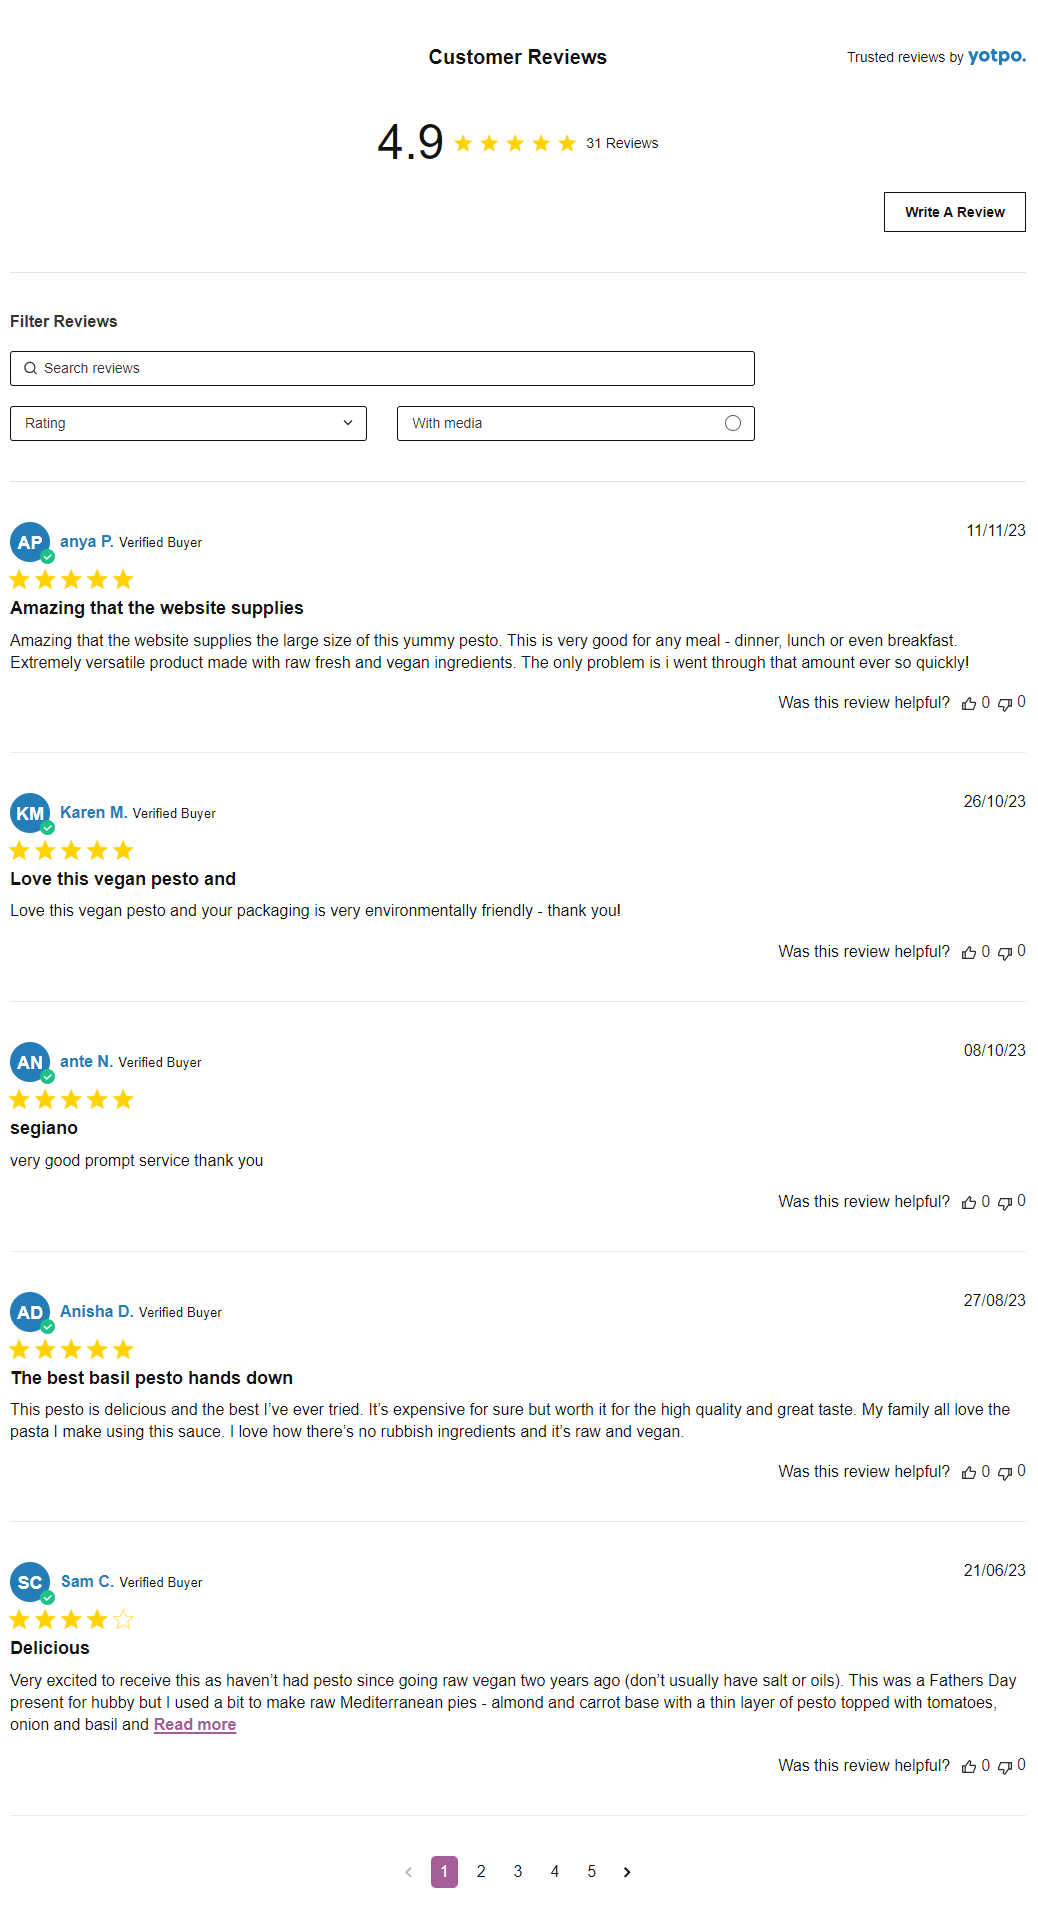 Customer Reviews
Trusted reviews by yotpo.
4.9 31 Reviews
Write A Review
Filter Reviews
Search reviews
Rating
With media
AP anya P. Verified Buyer
11/11/23
Amazing that the website supplies
Amazing that the website supplies the large size of this yummy pesto. This is very good for any meal - dinner, lunch or even breakfast.
Extremely versatile product made with raw fresh and vegan ingredients. The only problem is i went through that amount ever so quickly!
Was this review helpful? 0 0
KM Karen M. Verified Buyer
26/10/23
Love this vegan pesto and
Love this vegan pesto and your packaging is very environmentally friendly - thank you!
Was this review helpful? 0 0
AN ante N. Verified Buyer
08/10/23
segiano
very good prompt service thank you
Was this review helpful? 0 0
AD Anisha D. Verified Buyer
27/08/23
The best basil pesto hands down
This pesto is delicious and the best I’ve ever tried. It’s expensive for sure but worth it for the high quality and great taste. My family all love the
pasta I make using this sauce. I love how there’s no rubbish ingredients and it’s raw and vegan.
Was this review helpful? 0 0
SC Sam C. Verified Buyer
21/06/23
Delicious
Very excited to receive this as haven’t had pesto since going raw vegan two years ago (don’t usually have salt or oils). This was a Fathers Day
present for hubby but I used a bit to make raw Mediterranean pies - almond and carrot base with a thin layer of pesto topped with tomatoes,
onion and basil and Read more
Was this review helpful? 0 0
1 2 3 4 5